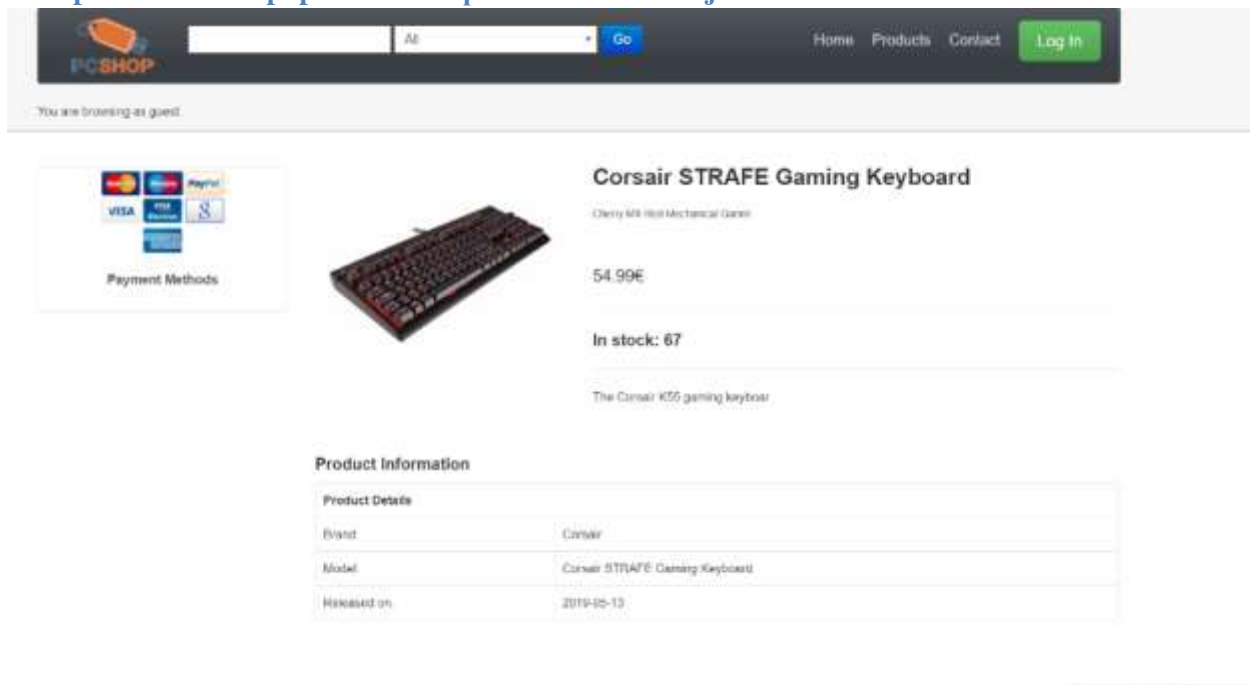 PCSHOP
All
Go
Home Products Contact Log In
You are browsing as guest
PayPal
VISA VISA
Payment Methods
Corsair STRAFE Gaming Keyboard
Cherry MX Red Mechanical Gamin
54.99€
In stock: 67
The Corsair K55 gaming keyboar
Product Information
Product Details
Brand Corsair
Model Corsair STRAFE Gaming Keyboard
Released on 2019-05-13